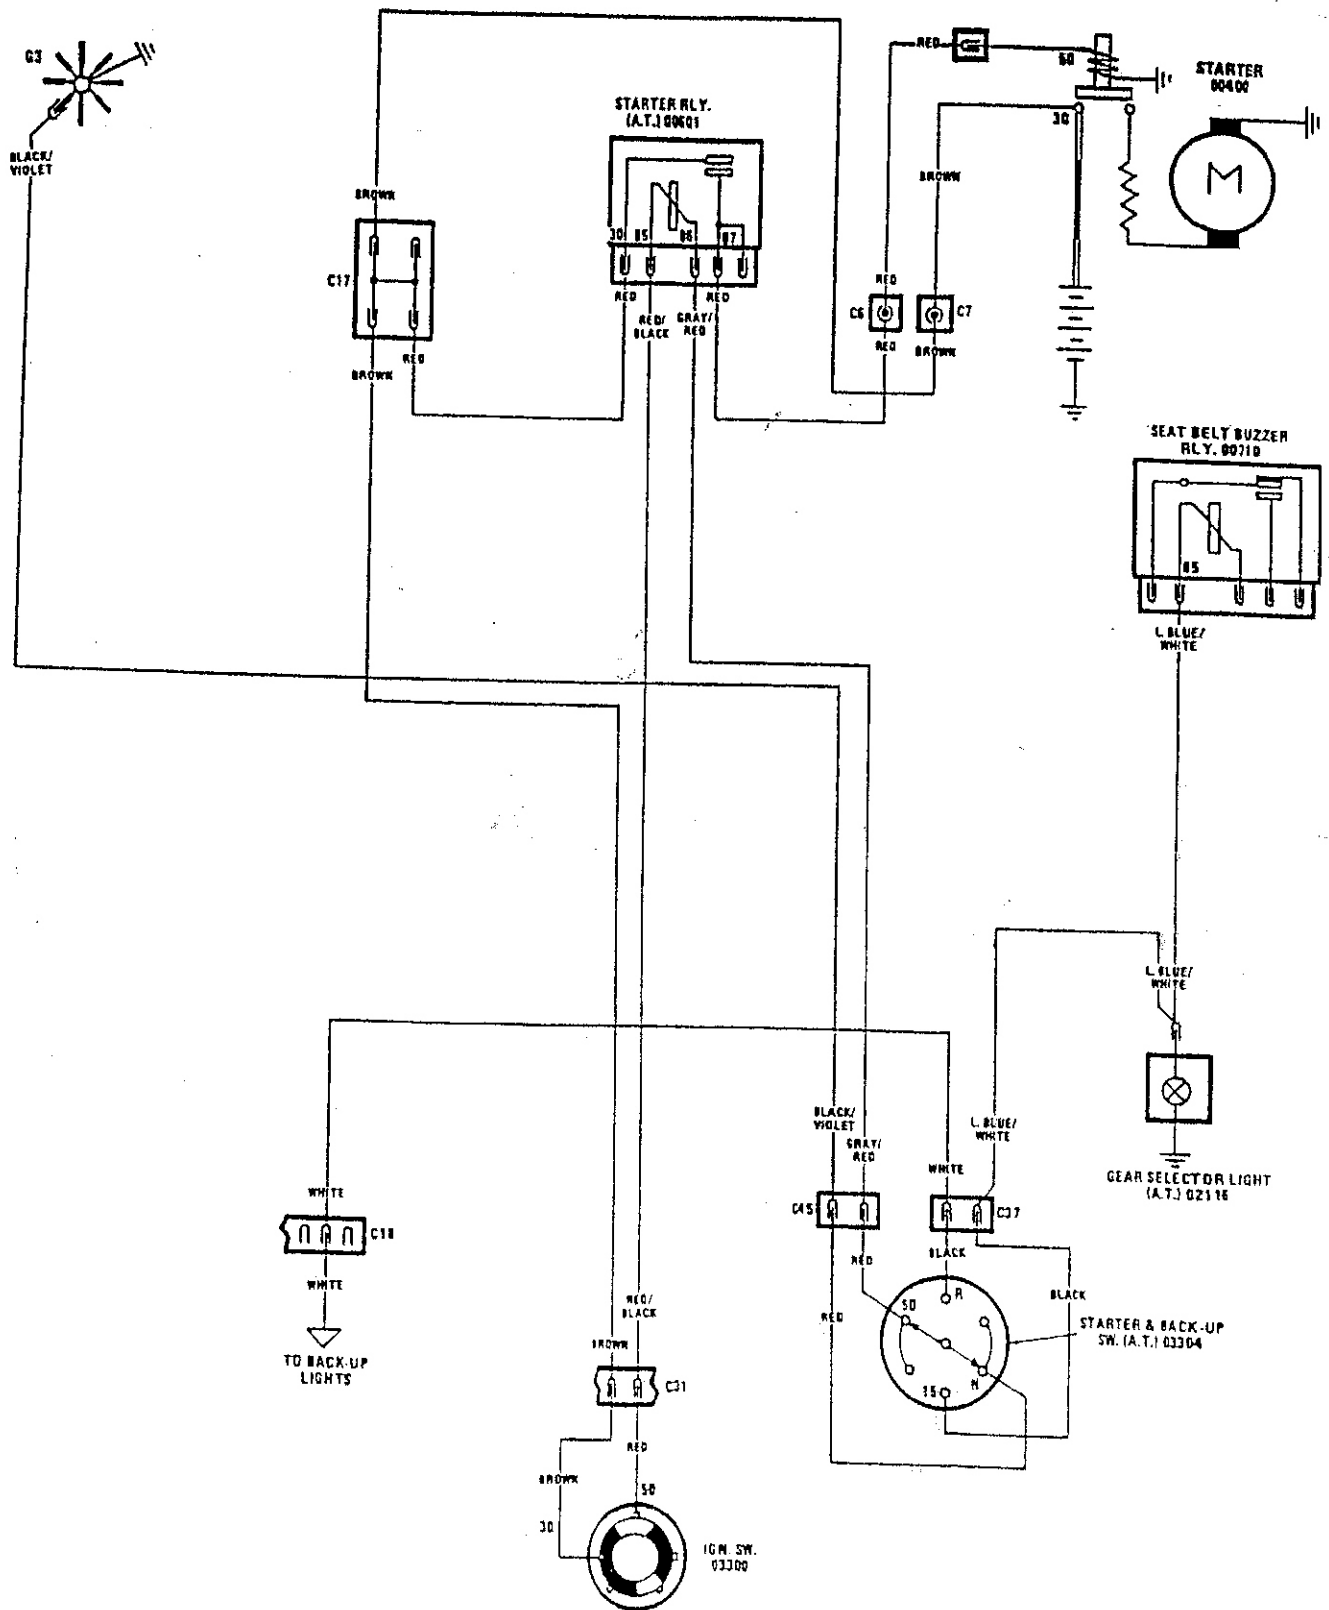 G3
BLACK/
VIOLET
BROWN
C17
BROWN
RED
STARTER RLY.
(A.T.) 00601
30
85
86
87
RED
RED/
BLACK
GRAY/
RED
RED
RED
50
STARTER
00400
30
BROWN
M
RED
C6
C7
RED
BROWN
SEAT BELT BUZZER
RLY. 00710
85
L. BLUE/
WHITE
L. BLUE/
WHITE
GEAR SELECTOR LIGHT
(A.T.) 02116
BLACK/
VIOLET
GRAY/
RED
WHITE
L. BLUE/
WHITE
C45
C37
RED
BLACK
RED
BLACK
50
R
N
15
STARTER & BACK-UP
SW. (A.T.) 03304
WHITE
C18
WHITE
TO BACK-UP
LIGHTS
RED/
BLACK
BROWN
C31
RED
BROWN
50
30
IGN. SW.
03300